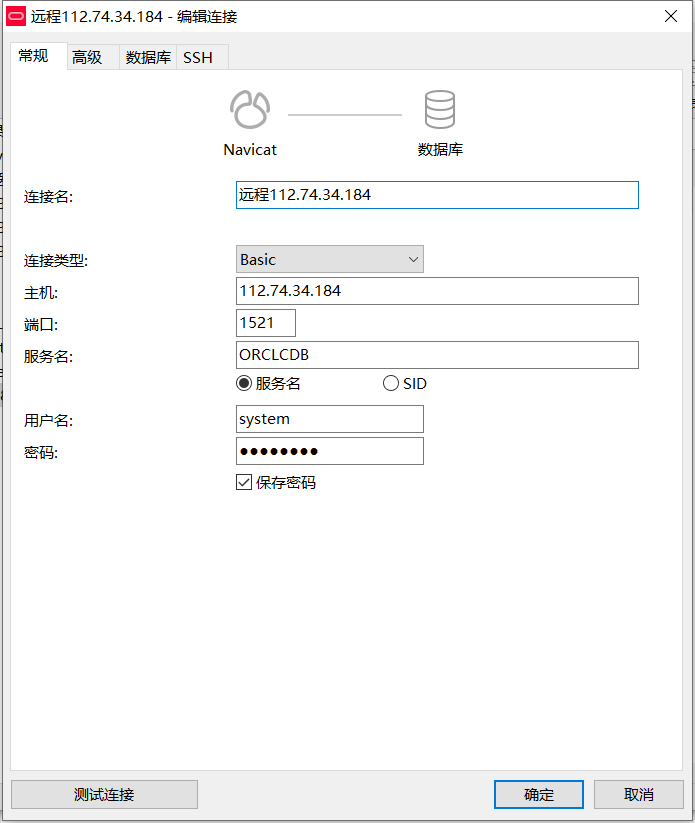 远程112.74.34.184 - 编辑连接
常规 高级 数据库 SSH
Navicat 数据库
连接名: 远程112.74.34.184
连接类型: Basic
主机: 112.74.34.184
端口: 1521
服务名: ORCLCDB
服务名 SID
用户名: system
密码: ●●●●●●●●
保存密码
测试连接 确定 取消